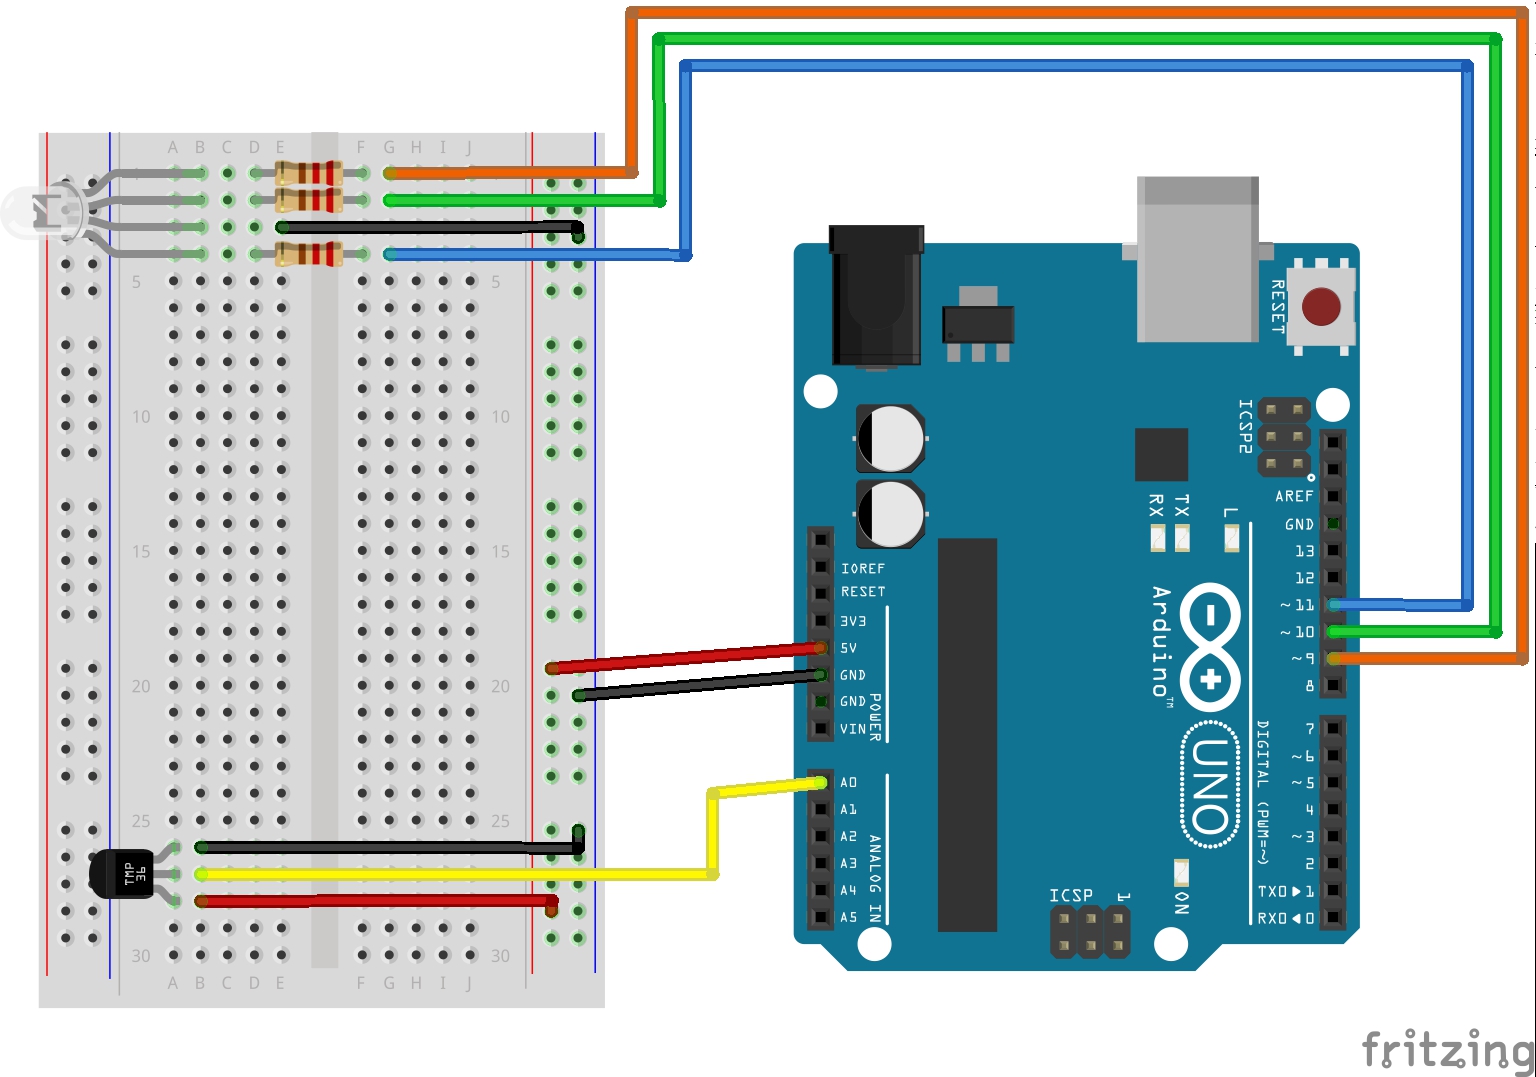 A B C D E F G H I J
1
5 5
10 10
15 15
20 20
25 25
30 30
A B C D E F G H I J
TMP
36
RESET
ICSP2
AREF
GND
13
12
~11
~10
~9
8
7
~6
~5
4
~3
2
TX0▶1
RX0◀0
RX
TX
L
IOREF
RESET
3V3
5V
GND
GND
VIN
POWER
A0
A1
A2
A3
A4
A5
ANALOG IN
Arduino™
UNO
DIGITAL (PWM=~)
ON
ICSP
1
fritzing